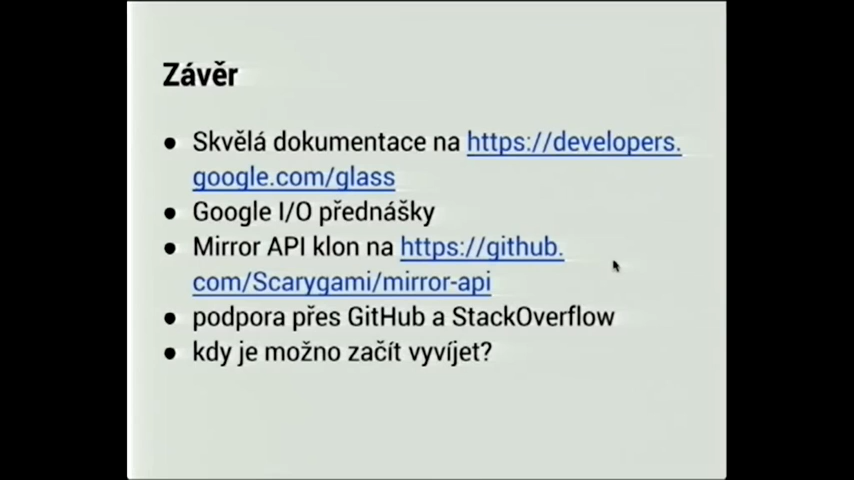 Závěr
● Skvělá dokumentace na https://developers.
google.com/glass
● Google I/O přednášky
● Mirror API klon na https://github.
com/Scarygami/mirror-api
● podpora přes GitHub a StackOverflow
● kdy je možno začít vyvíjet?